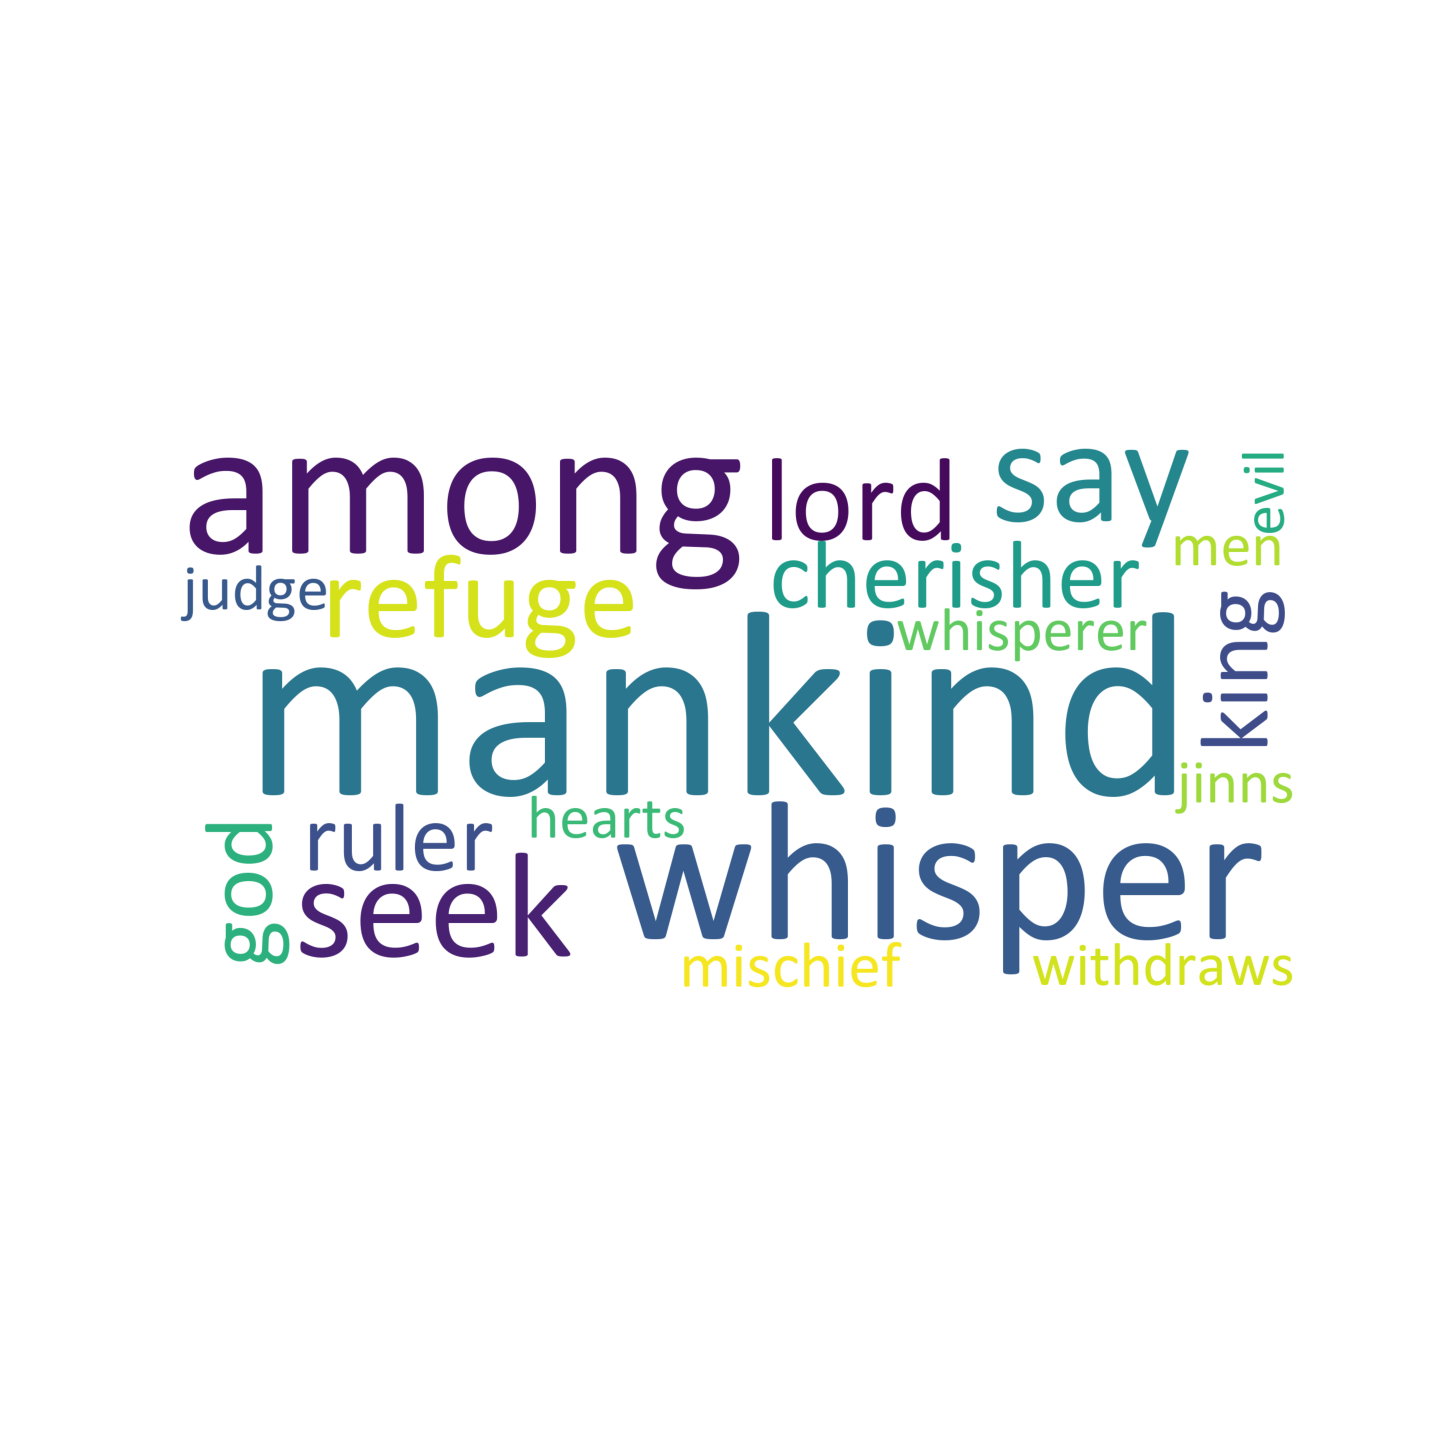 among
lord
say
evil
men
judge
refuge
cherisher
whisperer
king
mankind
jinns
hearts
god
ruler
seek
whisper
mischief
withdraws